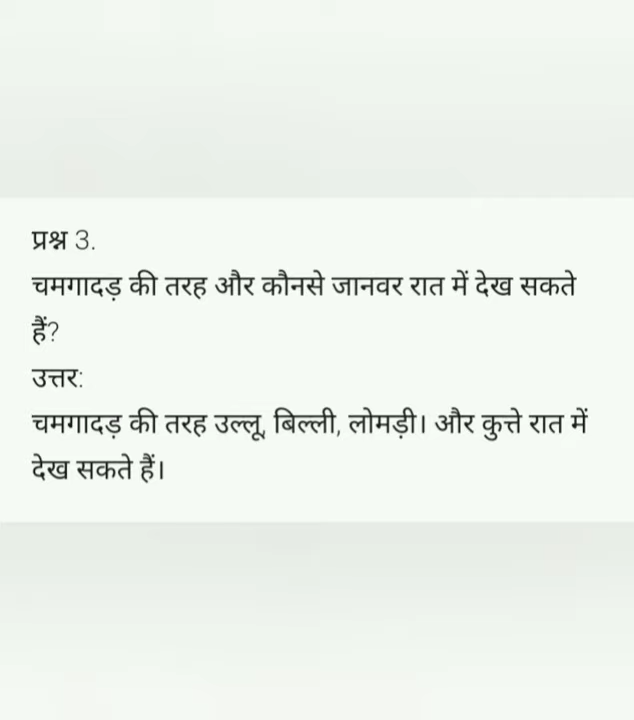 प्रश्न 3.
चमगादड़ की तरह और कौनसे जानवर रात में देख सकते
हैं?
उत्तर:
चमगादड़ की तरह उल्लू, बिल्ली, लोमड़ी। और कुत्ते रात में
देख सकते हैं।